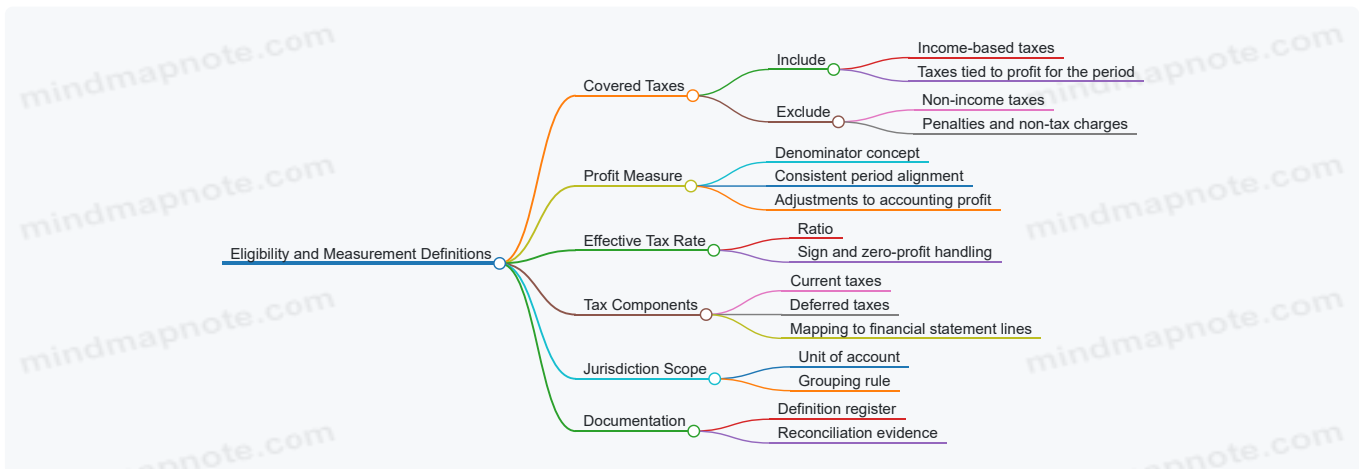 mindmapnote.com
mindmapnote.com
Eligibility and Measurement Definitions
Covered Taxes
Include
Income-based taxes
Taxes tied to profit for the period
Exclude
Non-income taxes
Penalties and non-tax charges
Profit Measure
Denominator concept
Consistent period alignment
Adjustments to accounting profit
Effective Tax Rate
Ratio
Sign and zero-profit handling
Tax Components
Current taxes
Deferred taxes
Mapping to financial statement lines
Jurisdiction Scope
Unit of account
Grouping rule
Documentation
Definition register
Reconciliation evidence
mindmapnote.com
mindmapnote.com
mindmapnote.com
mindmapnote.com
mindmapnote.com
mindmapnote.com